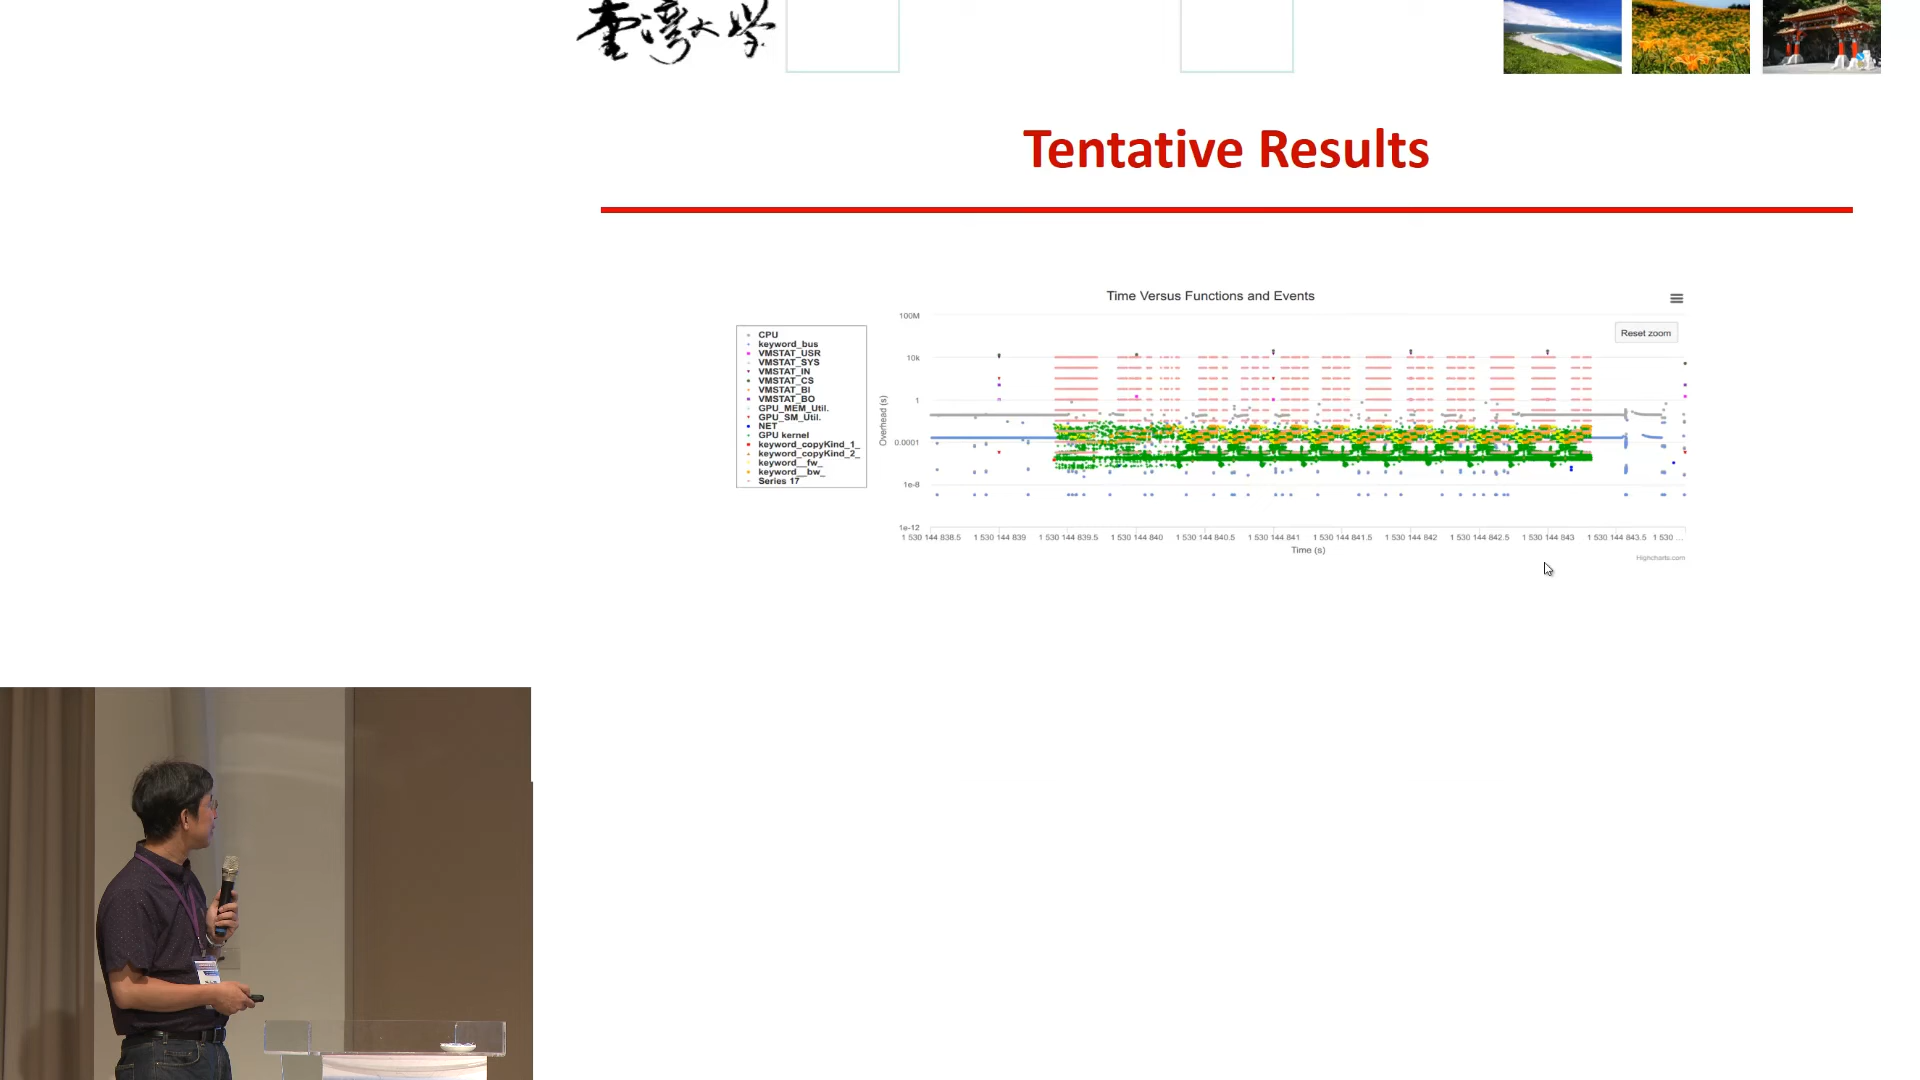 臺灣大學
Tentative Results
Time Versus Functions and Events
Reset zoom
CPU
keyword_bus
VMSTAT_USR
VMSTAT_SYS
VMSTAT_IN
VMSTAT_CS
VMSTAT_BI
VMSTAT_BO
GPU_MEM_Util.
GPU_SM_Util.
NET
GPU kernel
keyword_copyKind_1_
keyword_copyKind_2_
keyword__fw_
keyword__bw_
Series 17
Overhead (s)
100M
10k
1
0.0001
1e-8
1e-12
1 530 144 838.5 1 530 144 839 1 530 144 839.5 1 530 144 840 1 530 144 840.5 1 530 144 841 1 530 144 841.5 1 530 144 842 1 530 144 842.5 1 530 144 843 1 530 144 843.5 1 530 ...
Time (s)
Highcharts.com